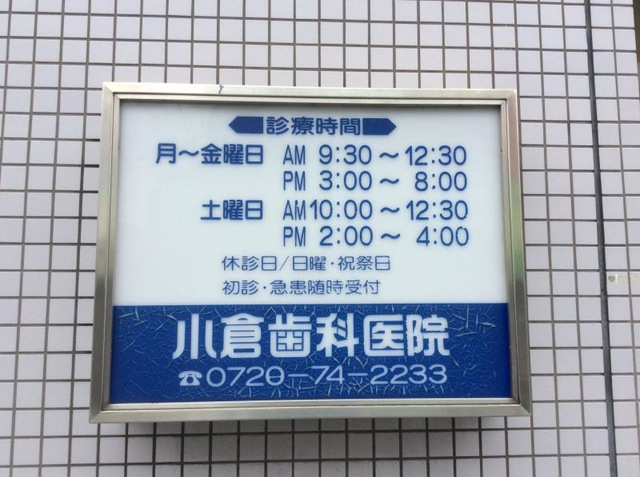 診療時間
月〜金曜日 AM 9:30〜12:30
PM 3:00〜8:00
土曜日 AM10:00〜12:30
PM 2:00〜4:00
休診日/日曜・祝祭日
初診・急患随時受付
小倉歯科医院
☎0720-74-2233